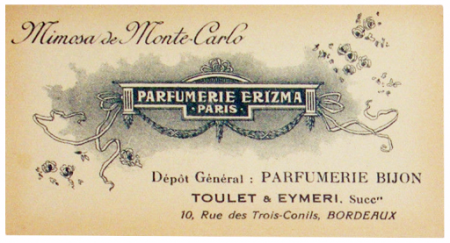 Mimosa de Monte-Carlo
PARFUMERIE ERIZMA
· PARIS ·
Dépôt Général : PARFUMERIE BIJON
TOULET & EYMERI. Succrs
10, Rue des Trois-Conils, BORDEAUX